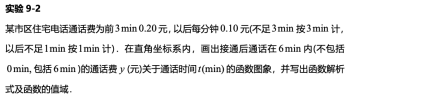 实验 9-2
某市区住宅电话通话费为前 3 min 0.20 元, 以后每分钟 0.10 元(不足 3 min 按 3 min 计,
以后不足 1 min 按 1 min 计). 在直角坐标系内, 画出接通后通话在 6 min 内(不包括
0 min, 包括 6 min )的通话费 y (元)关于通话时间 t(min) 的函数图象, 并写出函数解析
式及函数的值域.